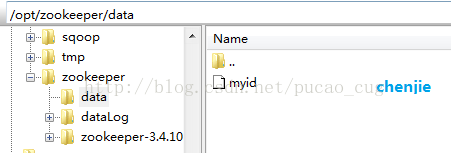 /opt/zookeeper/data
sqoop
tmp
zookeeper
data
dataLog
zookeeper-3.4.10
Name
..
myid
http://blog.csdn.net/pucao_cug
chenjie